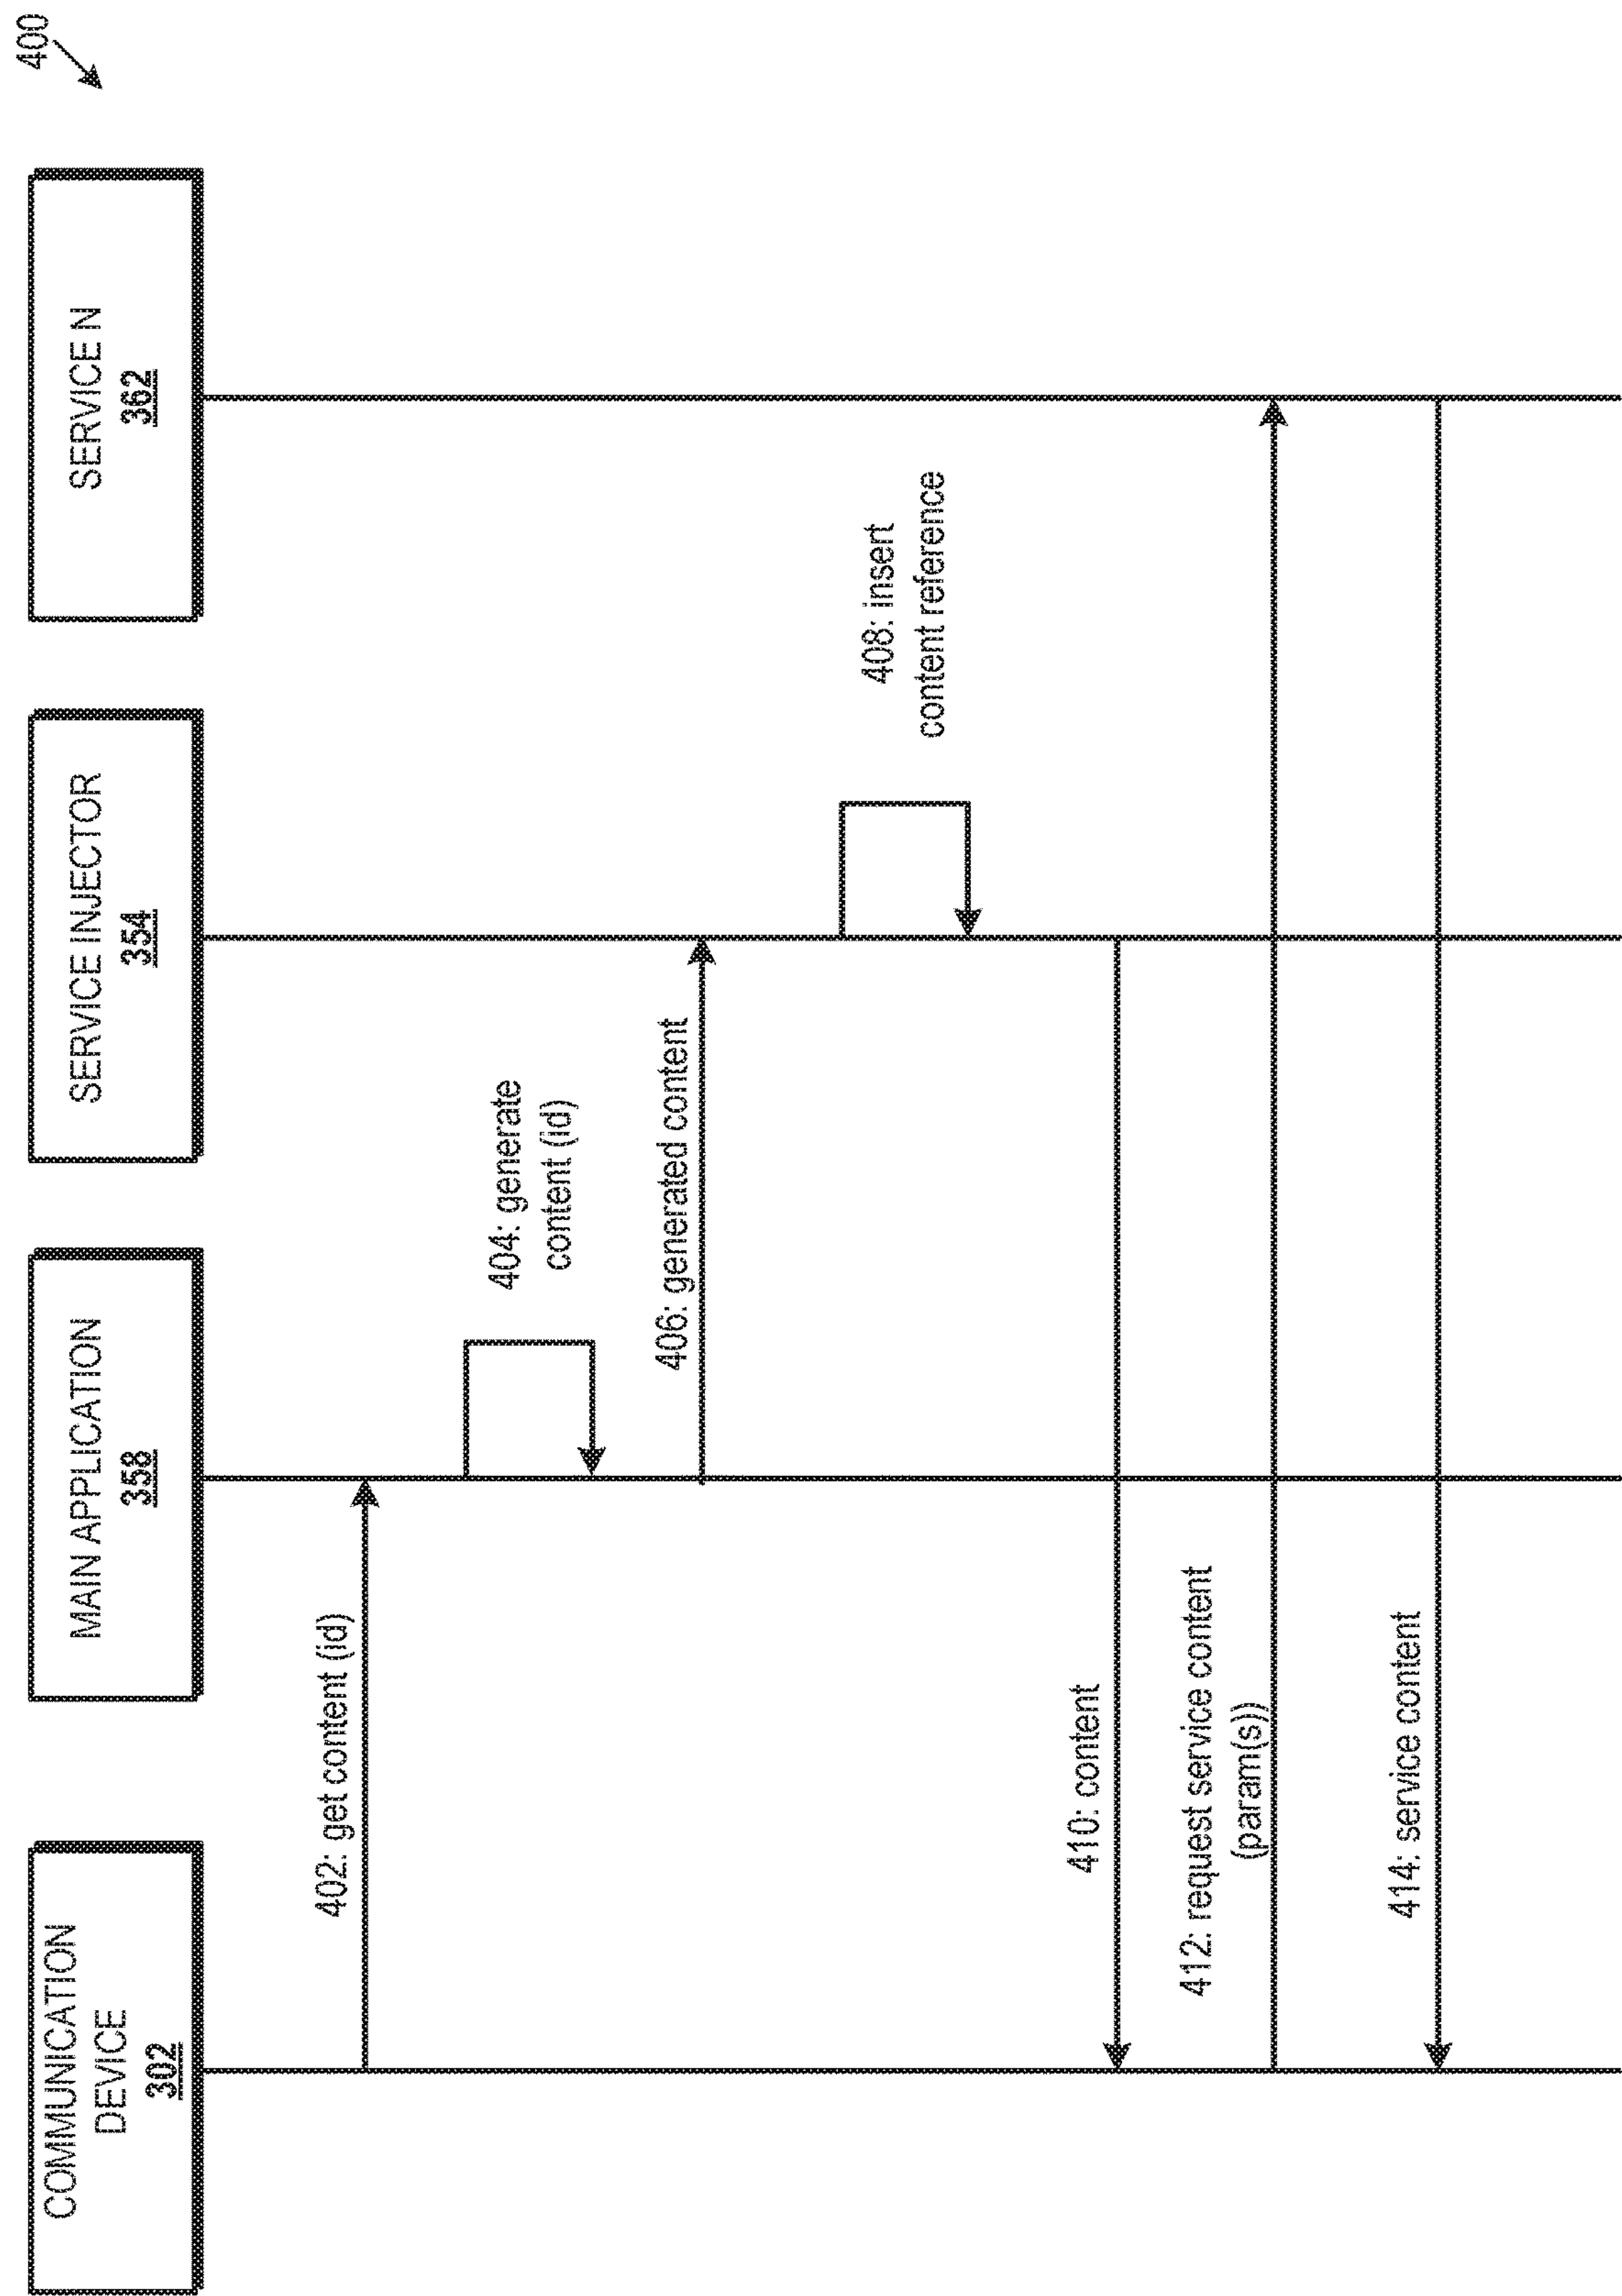 400
COMMUNICATION
DEVICE
302
MAIN APPLICATION
358
SERVICE INJECTOR
354
SERVICE N
362
402: get content (id)
404: generate
content (id)
406: generated content
408: insert
content reference
410: content
412: request service content
(param(s))
414: service content